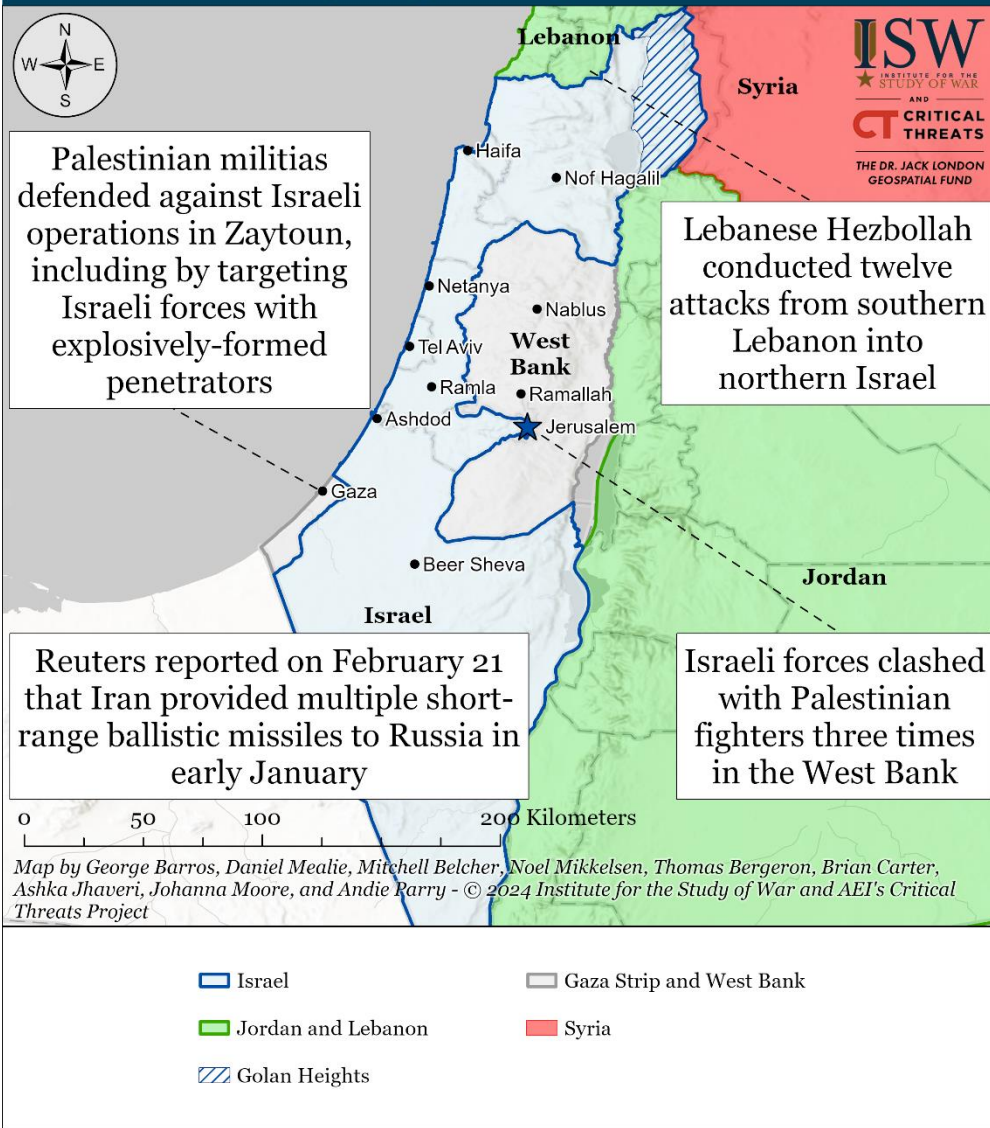 N
W E
S
Lebanon
Syria
ISW
INSTITUTE FOR THE
STUDY OF WAR
AND
CT CRITICAL
THREATS
THE DR. JACK LONDON
GEOSPATIAL FUND
Palestinian militias
defended against Israeli
operations in Zaytoun,
including by targeting
Israeli forces with
explosively-formed
penetrators
Haifa
Nof Hagalil
Lebanese Hezbollah
conducted twelve
attacks from southern
Lebanon into
northern Israel
Netanya
Nablus
West
Bank
Tel Aviv
Ramla
Ramallah
Ashdod
Jerusalem
Gaza
Beer Sheva
Jordan
Israel
Reuters reported on February 21
that Iran provided multiple short-
range ballistic missiles to Russia in
early January
Israeli forces clashed
with Palestinian
fighters three times
in the West Bank
0 50 100 200 Kilometers
Map by George Barros, Daniel Mealie, Mitchell Belcher, Noel Mikkelsen, Thomas Bergeron, Brian Carter,
Ashka Jhaveri, Johanna Moore, and Andie Parry - © 2024 Institute for the Study of War and AEI's Critical
Threats Project
Israel
Gaza Strip and West Bank
Jordan and Lebanon
Syria
Golan Heights